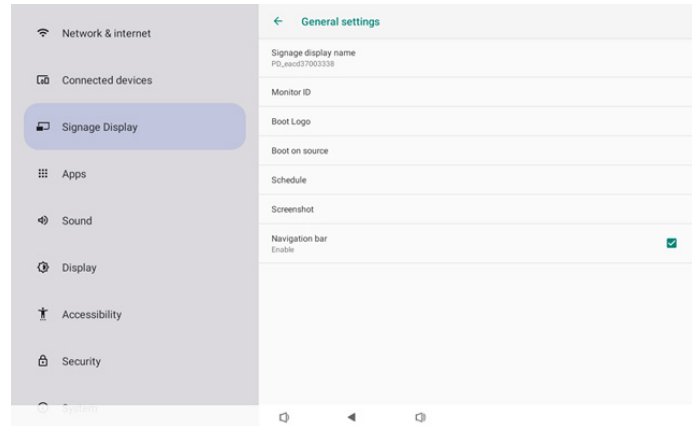 Network & internet
Connected devices
Signage Display
Apps
Sound
Display
Accessibility
Security
System
General settings
Signage display name
PD_eacd37003338
Monitor ID
Boot Logo
Boot on source
Schedule
Screenshot
Navigation bar
Enable